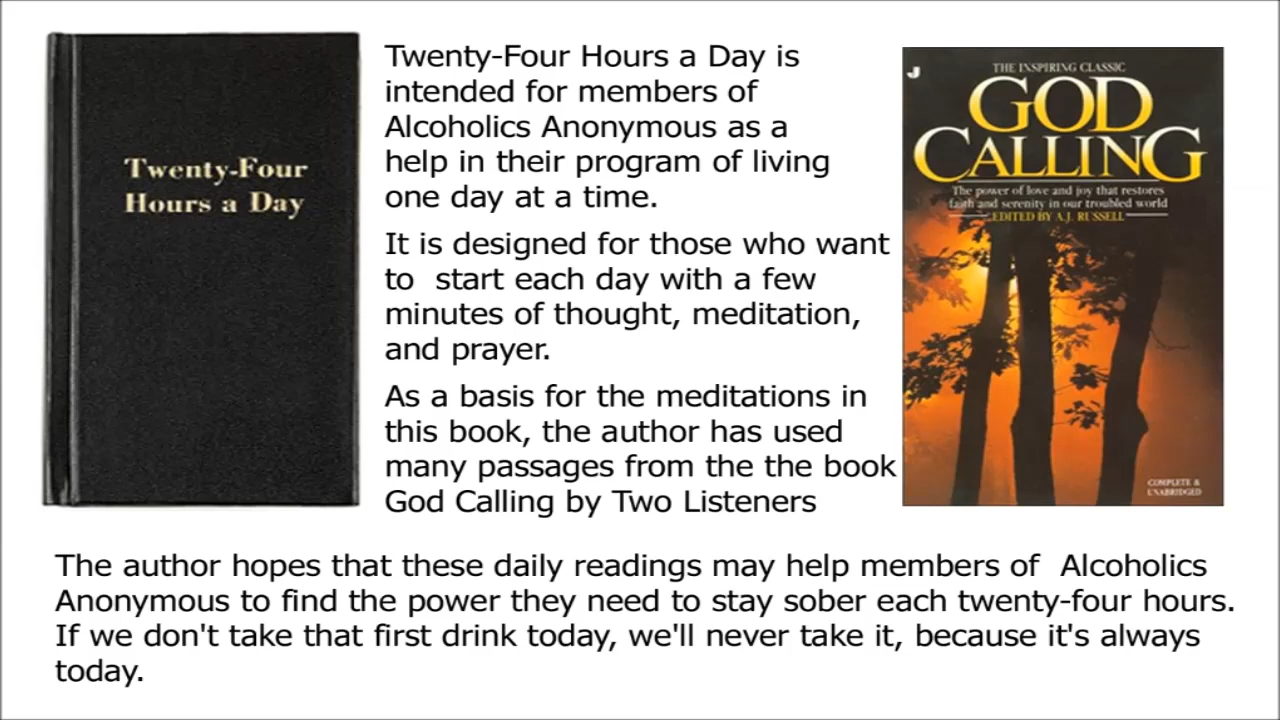 Twenty-Four
Hours a Day
Twenty-Four Hours a Day is
intended for members of
Alcoholics Anonymous as a
help in their program of living
one day at a time.
It is designed for those who want
to  start each day with a few
minutes of thought, meditation,
and prayer.
As a basis for the meditations in
this book, the author has used
many passages from the the book
God Calling by Two Listeners
J
THE INSPIRING CLASSIC
GOD
CALLING
The power of love and joy that restores
faith and serenity in our troubled world
EDITED BY A.J. RUSSELL
COMPLETE &
UNABRIDGED
The author hopes that these daily readings may help members of  Alcoholics
Anonymous to find the power they need to stay sober each twenty-four hours.
If we don't take that first drink today, we'll never take it, because it's always
today.